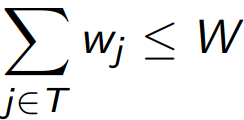 ∑_{j∈T} w_j ≤ W